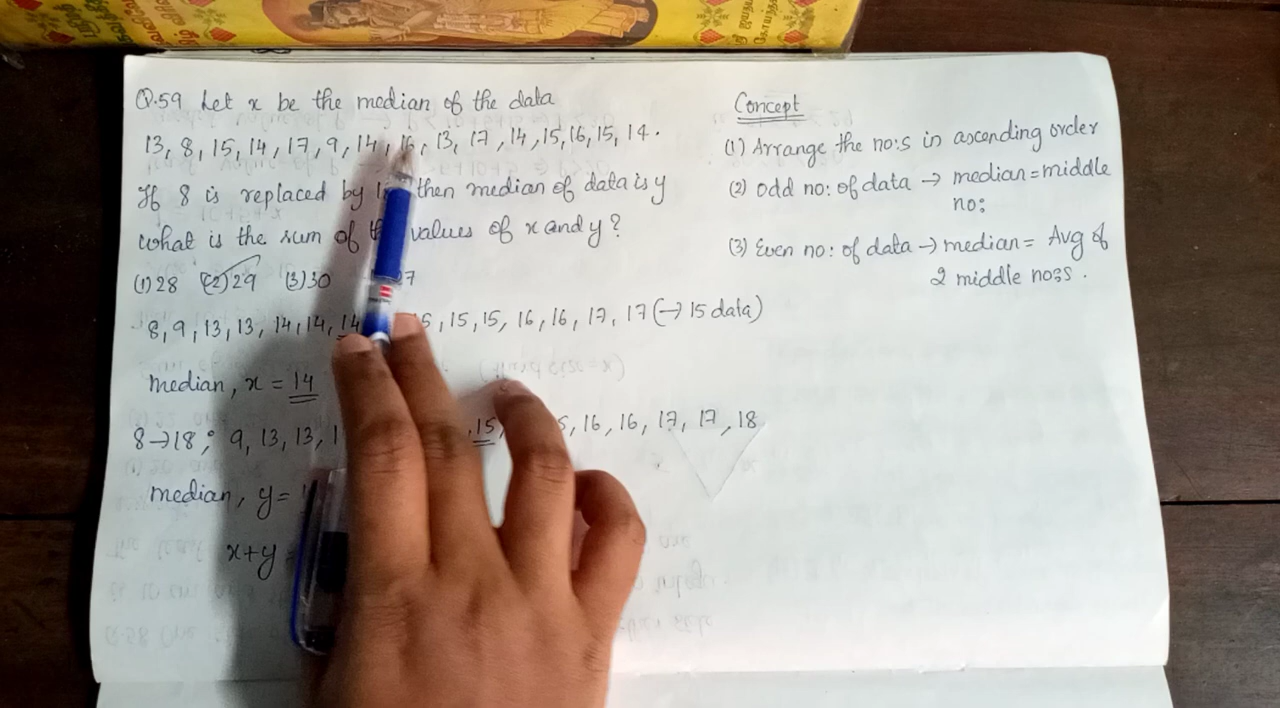 Q.59 Let x be the median of the data
13, 8, 15, 14, 17, 9, 14, 16, 13, 17, 14, 15, 16, 15, 14.
If 8 is replaced by then median of data is y
what is the sum of values of x and y?
(1) 28 (2) 29 (3) 30
8, 9, 13, 13, 14, 14, 14 15, 15, 16, 16, 17, 17 (→ 15 data)
Median, x = 14
8→18; 9, 13, 13, 15, 16, 16, 17, 17, 18
Median, y =
x+y
Concept
(1) Arrange the no:s in ascending order
(2) Odd no: of data → median = middle
no:
(3) Even no: of data → median = Avg of
2 middle no:s.